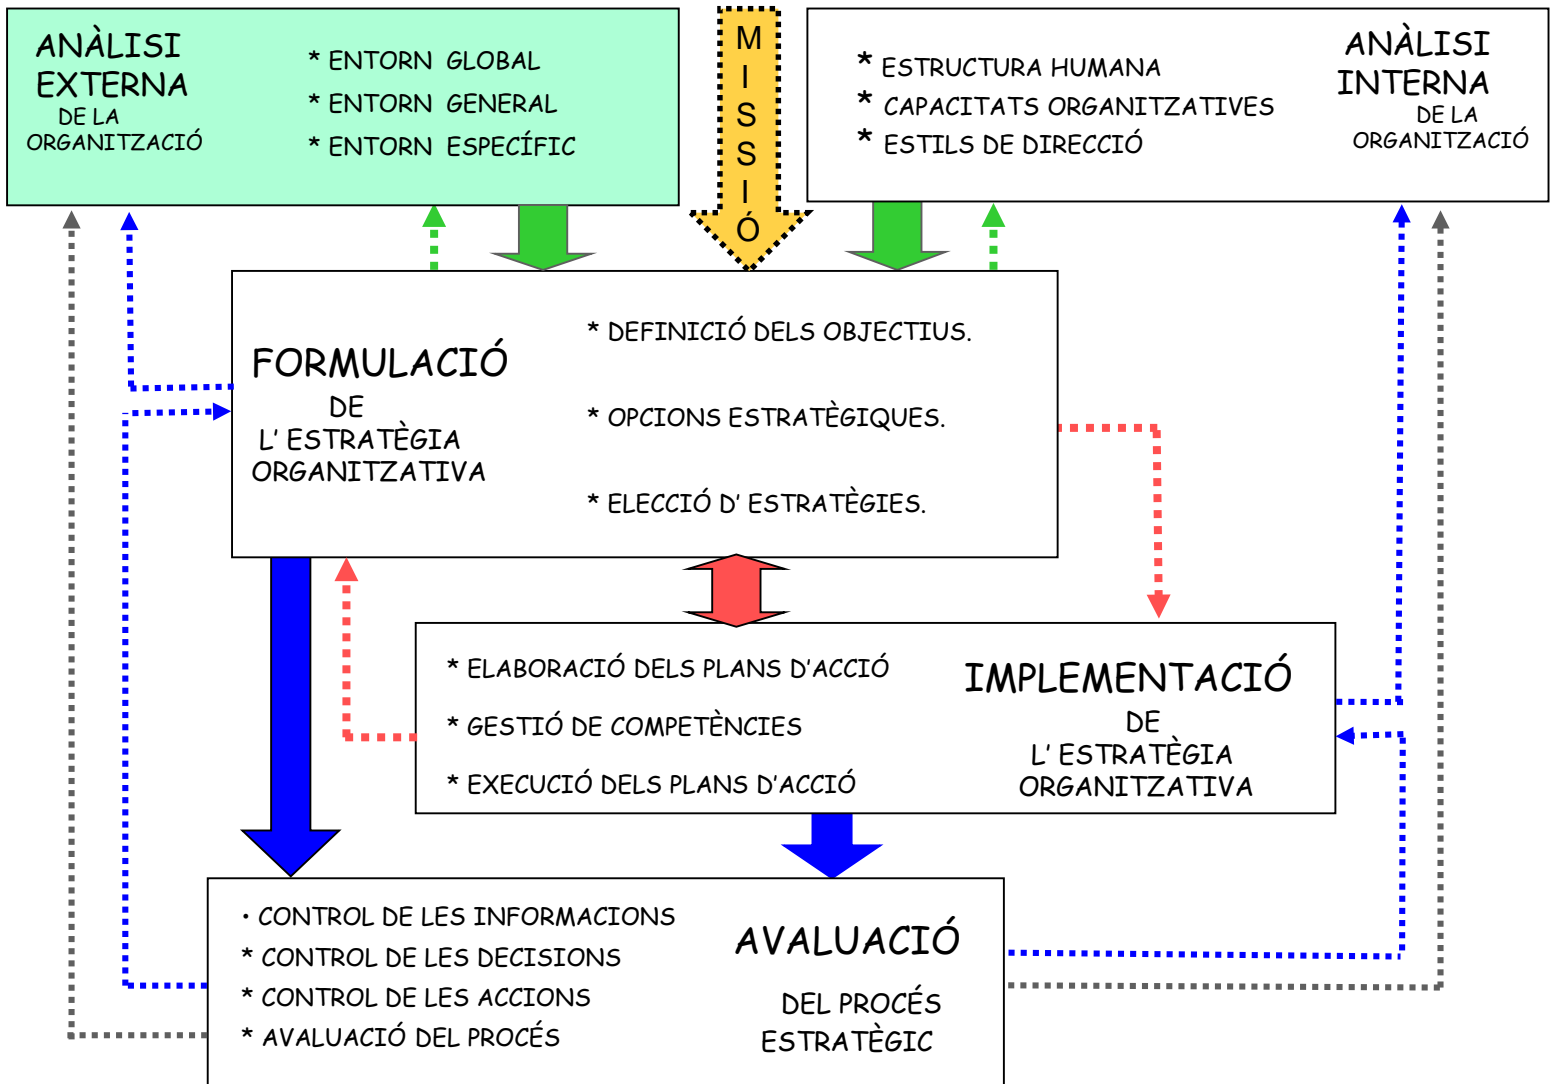 ANÀLISI
EXTERNA
DE LA
ORGANITZACIÓ
* ENTORN GLOBAL
* ENTORN GENERAL
* ENTORN ESPECÍFIC
M
I
S
S
I
Ó
* ESTRUCTURA HUMANA
* CAPACITATS ORGANITZATIVES
* ESTILS DE DIRECCIÓ
ANÀLISI
INTERNA
DE LA
ORGANITZACIÓ
FORMULACIÓ
DE
L' ESTRATÈGIA
ORGANITZATIVA
* DEFINICIÓ DELS OBJECTIUS.
* OPCIONS ESTRATÈGIQUES.
* ELECCIÓ D' ESTRATÈGIES.
* ELABORACIÓ DELS PLANS D'ACCIÓ
* GESTIÓ DE COMPETÈNCIES
* EXECUCIÓ DELS PLANS D'ACCIÓ
IMPLEMENTACIÓ
DE
L' ESTRATÈGIA
ORGANITZATIVA
• CONTROL DE LES INFORMACIONS
* CONTROL DE LES DECISIONS
* CONTROL DE LES ACCIONS
* AVALUACIÓ DEL PROCÉS
AVALUACIÓ
DEL PROCÉS
ESTRATÈGIC